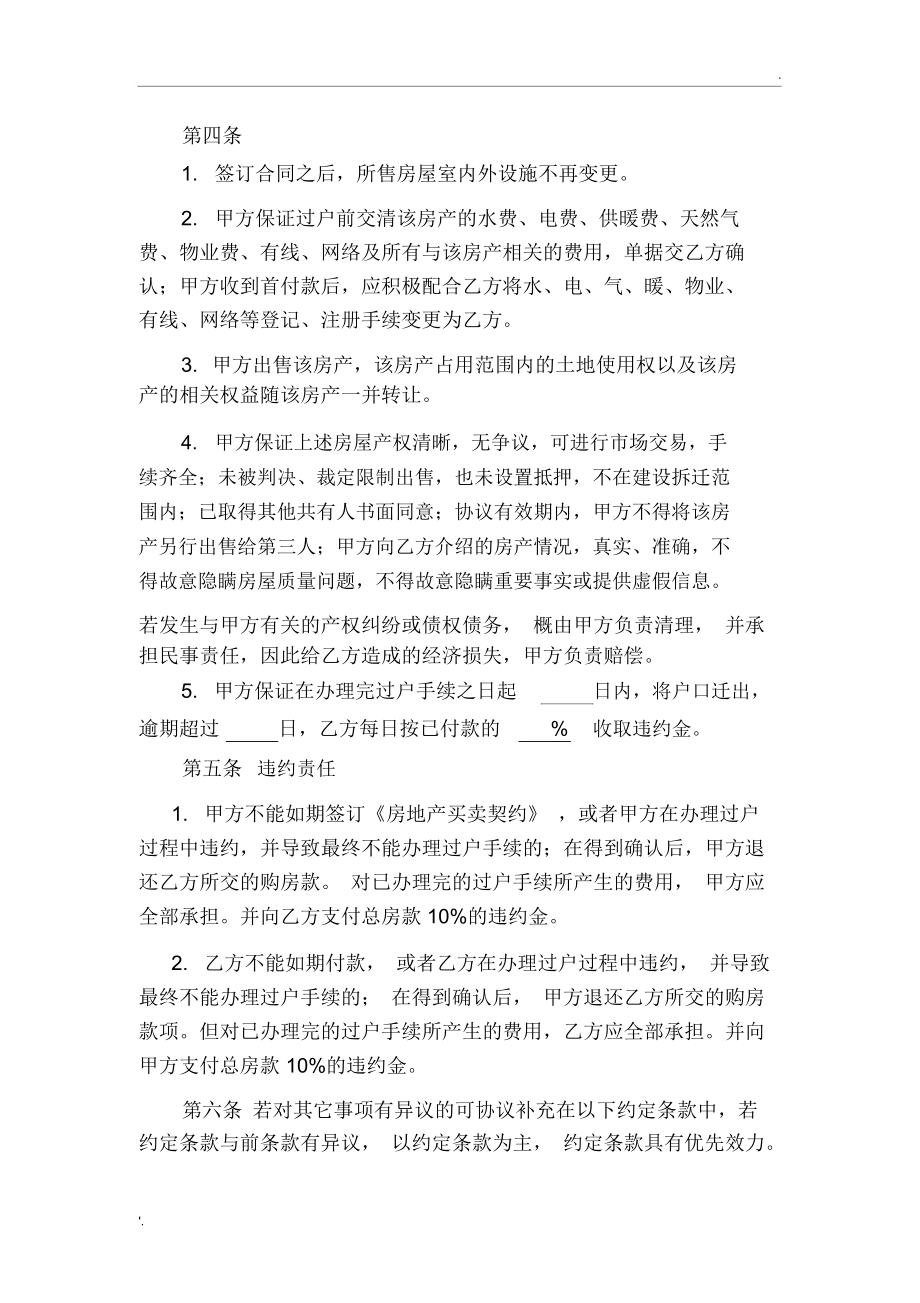 .
第四条
1. 签订合同之后，所售房屋室内外设施不再变更。
2. 甲方保证过户前交清该房产的水费、电费、供暖费、天然气
费、物业费、有线、网络及所有与该房产相关的费用，单据交乙方确
认；甲方收到首付款后，应积极配合乙方将水、电、气、暖、物业、
有线、网络等登记、注册手续变更为乙方。
3. 甲方出售该房产，该房产占用范围内的土地使用权以及该房
产的相关权益随该房产一并转让。
4. 甲方保证上述房屋产权清晰，无争议，可进行市场交易，手
续齐全；未被判决、裁定限制出售，也未设置抵押，不在建设拆迁范
围内；已取得其他共有人书面同意；协议有效期内，甲方不得将该房
产另行出售给第三人；甲方向乙方介绍的房产情况，真实、准确，不
得故意隐瞒房屋质量问题，不得故意隐瞒重要事实或提供虚假信息。
若发生与甲方有关的产权纠纷或债权债务， 概由甲方负责清理， 并承
担民事责任，因此给乙方造成的经济损失，甲方负责赔偿。
5. 甲方保证在办理完过户手续之日起 ____日内，将户口迁出，
逾期超过 ____日，乙方每日按已付款的 ___% 收取违约金。
第五条 违约责任
1. 甲方不能如期签订《房地产买卖契约》 ，或者甲方在办理过户
过程中违约，并导致最终不能办理过户手续的；在得到确认后，甲方退
还乙方所交的购房款。 对已办理完的过户手续所产生的费用， 甲方应
全部承担。并向乙方支付总房款 10%的违约金。
2. 乙方不能如期付款， 或者乙方在办理过户过程中违约， 并导致
最终不能办理过户手续的； 在得到确认后， 甲方退还乙方所交的购房
款项。但对已办理完的过户手续所产生的费用，乙方应全部承担。并向
甲方支付总房款 10%的违约金。
第六条 若对其它事项有异议的可协议补充在以下约定条款中，若
约定条款与前条款有异议， 以约定条款为主， 约定条款具有优先效力。
'.